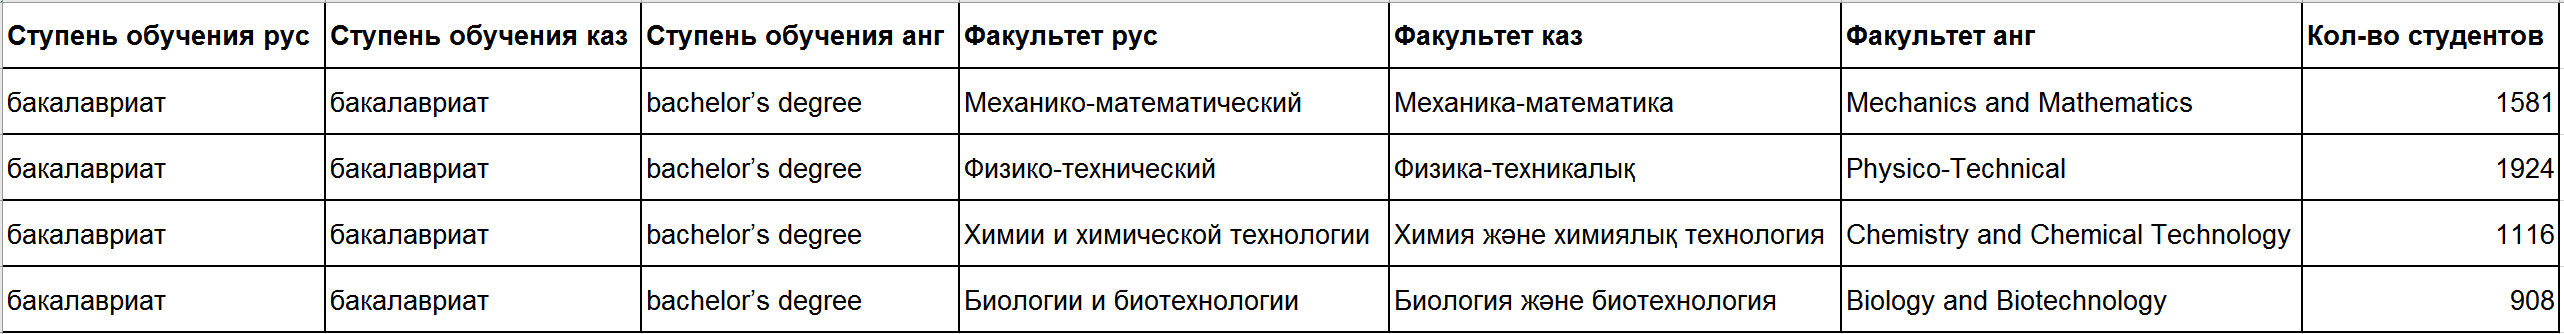 Ступень обучения рус Ступень обучения каз Ступень обучения анг Факультет рус Факультет каз Факультет анг Кол-во студентов
бакалавриат бакалавриат bachelor’s degree Механико-математический Механика-математика Mechanics and Mathematics 1581
бакалавриат бакалавриат bachelor’s degree Физико-технический Физика-техникалық Physico-Technical 1924
бакалавриат бакалавриат bachelor’s degree Химии и химической технологии Химия және химиялық технология Chemistry and Chemical Technology 1116
бакалавриат бакалавриат bachelor’s degree Биологии и биотехнологии Биология және биотехнология Biology and Biotechnology 908